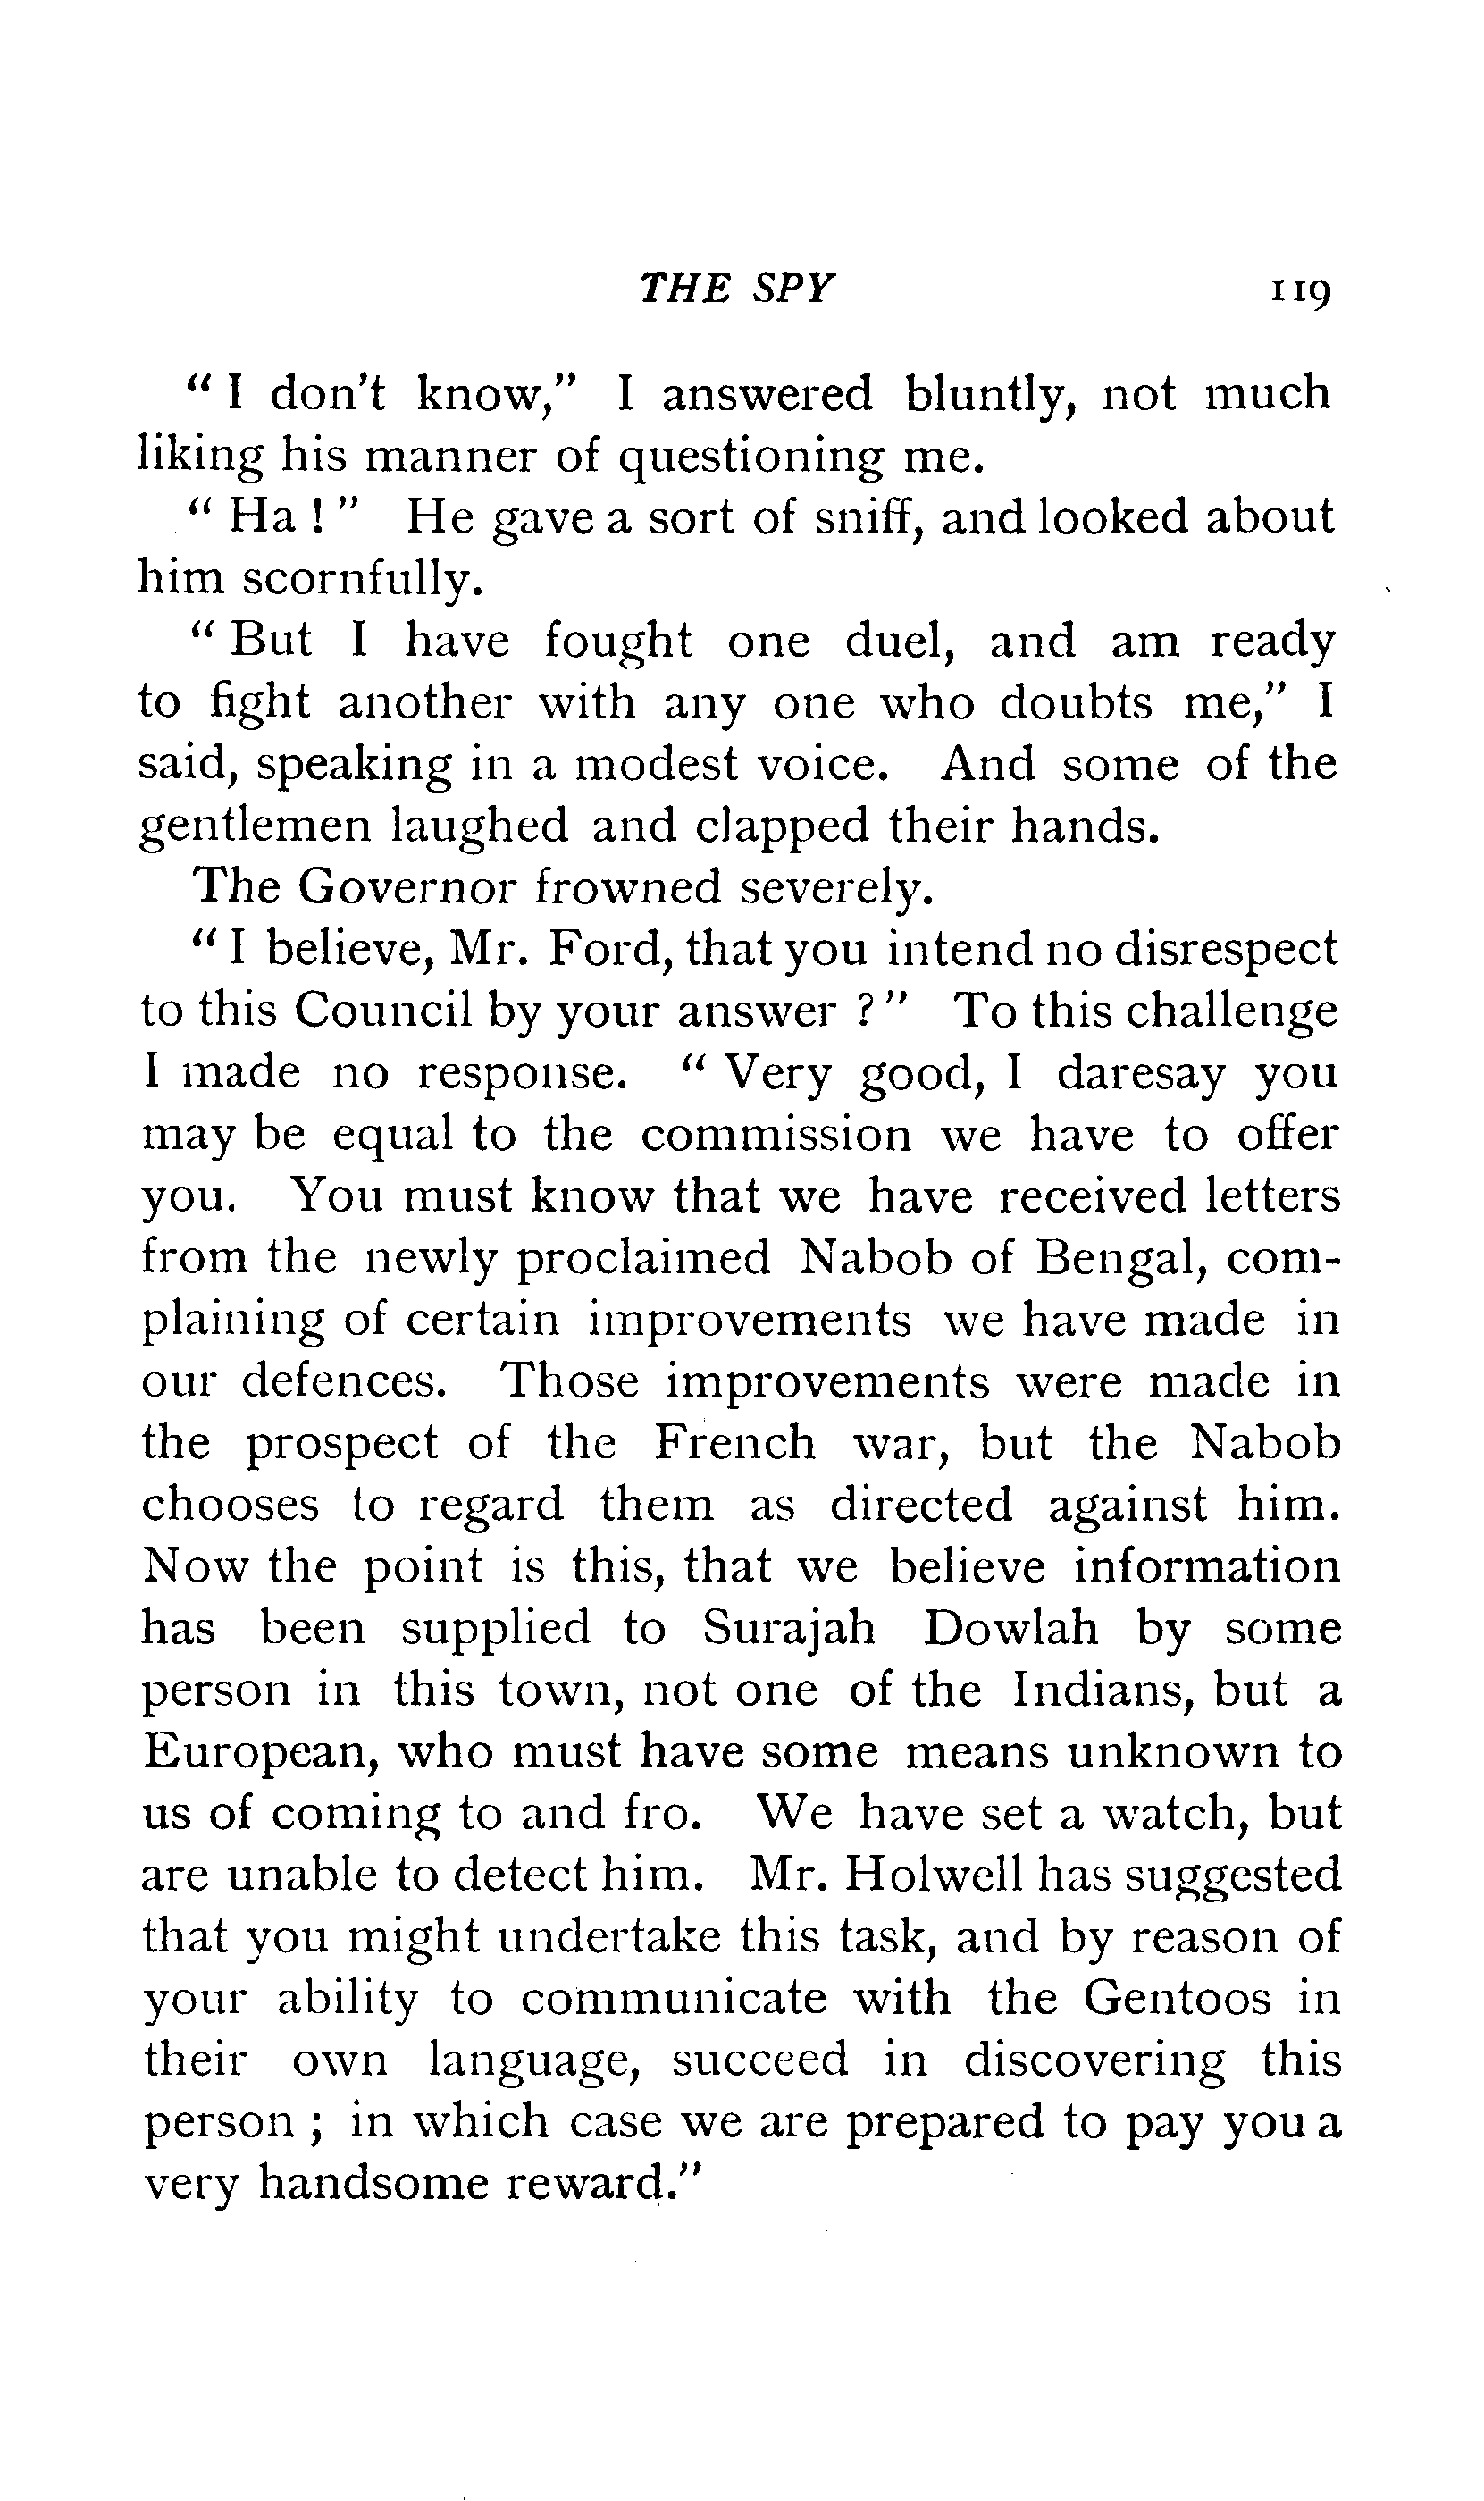 THE SPY 119
" I don't know," I answered bluntly, not much
liking his manner of questioning me.
" Ha ! " He gave a sort of sniff, and looked about
him scornfully.
" But I have fought one duel, and am ready
to fight another with any one who doubts me," I
said, speaking in a modest voice. And some of the
gentlemen laughed and clapped their hands.
The Governor frowned severely.
" I believe, Mr. Ford, that you intend no disrespect
to this Council by your answer ? " To this challenge
I made no response. " Very good, I daresay you
may be equal to the commission we have to offer
you. You must know that we have received letters
from the newly proclaimed Nabob of Bengal, com-
plaining of certain improvements we have made in
our defences. Those improvements were made in
the prospect of the French war, but the Nabob
chooses to regard them as directed against him.
Now the point is this, that we believe information
has been supplied to Surajah Dowlah by some
person in this town, not one of the Indians, but a
European, who must have some means unknown to
us of coming to and fro. We have set a watch, but
are unable to detect him. Mr. Holwell has suggested
that you might undertake this task, and by reason of
your ability to communicate with the Gentoos in
their own language, succeed in discovering this
person ; in which case we are prepared to pay you a
very handsome reward."